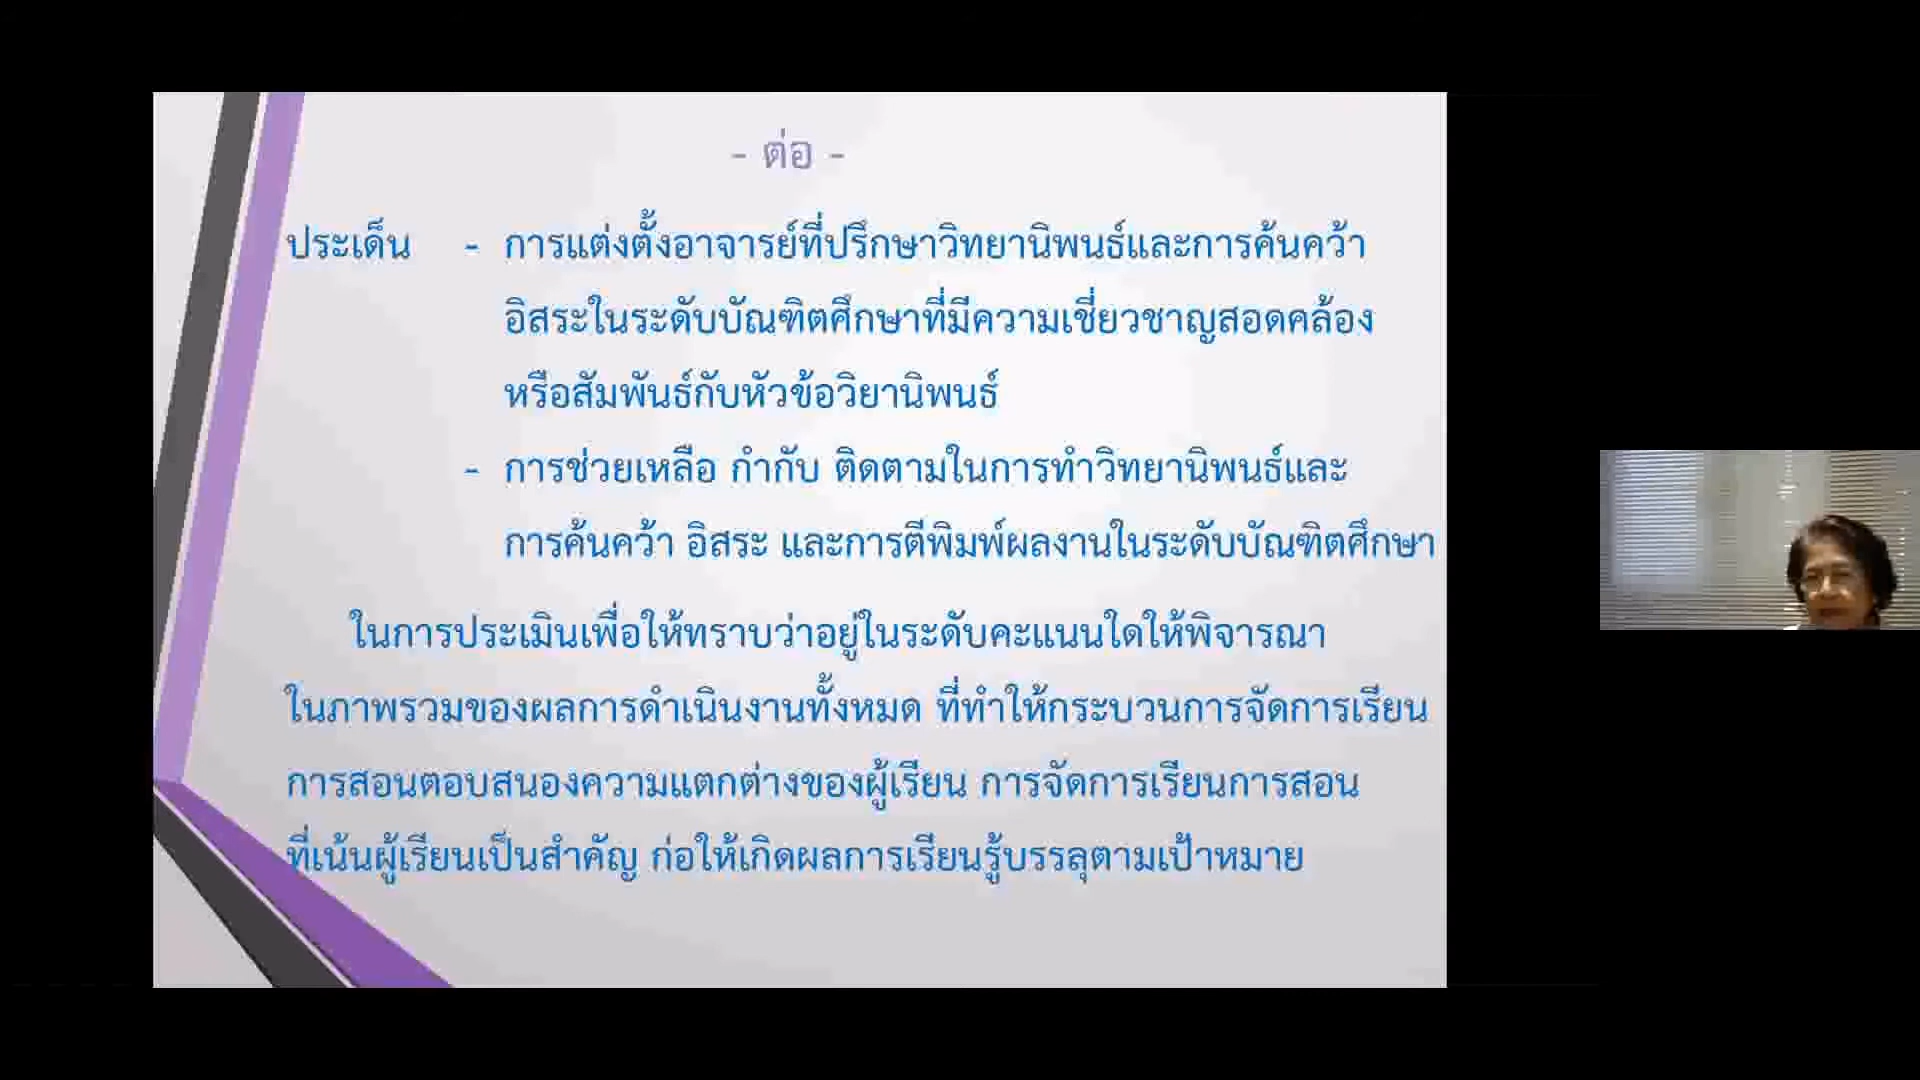 - ต่อ -
ประเด็น - การแต่งตั้งอาจารย์ที่ปรึกษาวิทยานิพนธ์และการค้นคว้า
อิสระในระดับบัณฑิตศึกษาที่มีความเชี่ยวชาญสอดคล้อง
หรือสัมพันธ์กับหัวข้อวิยานิพนธ์
- การช่วยเหลือ กำกับ ติดตามในการทำวิทยานิพนธ์และ
การค้นคว้า อิสระ และการตีพิมพ์ผลงานในระดับบัณฑิตศึกษา
ในการประเมินเพื่อให้ทราบว่าอยู่ในระดับคะแนนใดให้พิจารณา
ในภาพรวมของผลการดำเนินงานทั้งหมด ที่ทำให้กระบวนการจัดการเรียน
การสอนตอบสนองความแตกต่างของผู้เรียน การจัดการเรียนการสอน
ที่เน้นผู้เรียนเป็นสำคัญ ก่อให้เกิดผลการเรียนรู้บรรลุตามเป้าหมาย